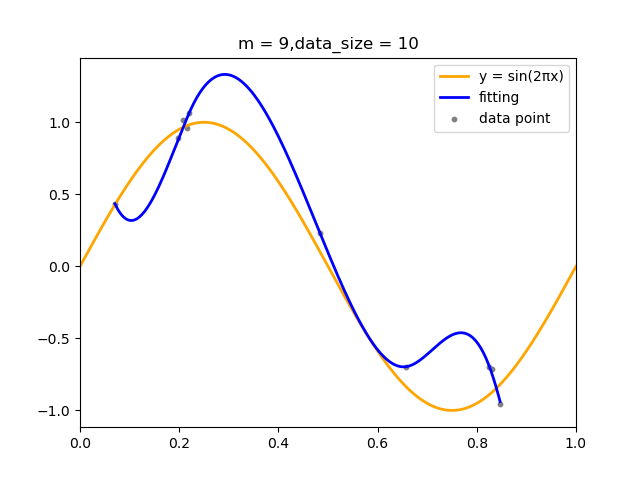 m = 9,data_size = 10
y = sin(2πx)
fitting
data point
1.0
0.5
0.0
−0.5
−1.0
0.0 0.2 0.4 0.6 0.8 1.0